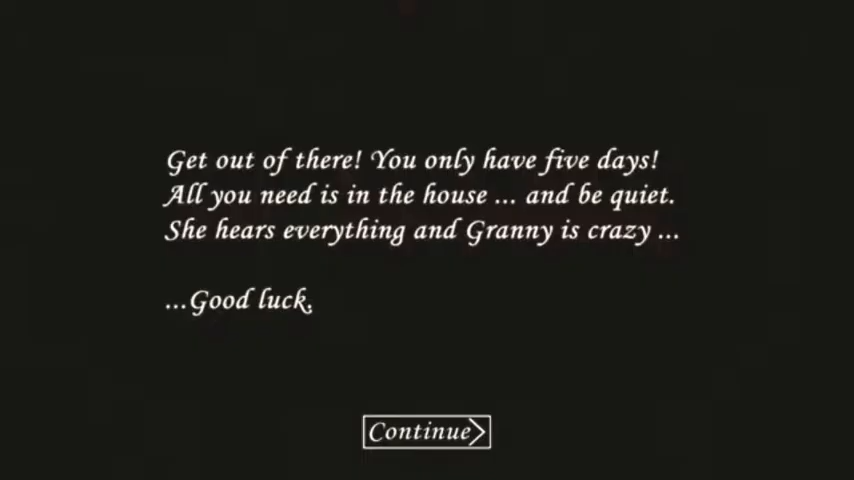 Get out of there! You only have five days!
All you need is in the house ... and be quiet.
She hears everything and Granny is crazy ...
...Good luck.
Continue>